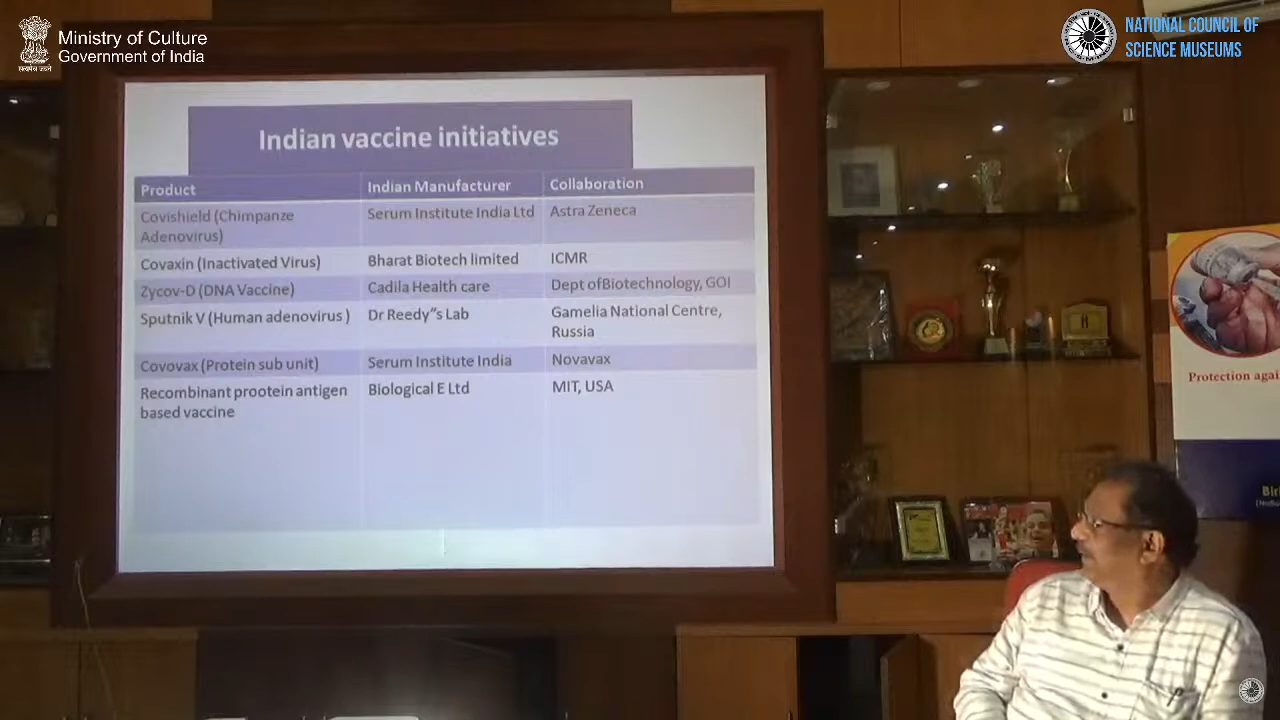 Ministry of Culture
Government of India
NATIONAL COUNCIL OF
SCIENCE MUSEUMS
Indian vaccine initiatives
Product Indian Manufacturer Collaboration
Covishield (Chimpanze Adenovirus) Serum Institute India Ltd Astra Zeneca
Covaxin (Inactivated Virus) Bharat Biotech limited ICMR
Zycov-D (DNA Vaccine) Cadila Health care Dept ofBiotechnology, GOI
Sputnik V (Human adenovirus ) Dr Reedy"s Lab Gamelia National Centre, Russia
Covovax (Protein sub unit) Serum Institute India Novavax
Recombinant prootein antigen based vaccine Biological E Ltd MIT, USA
Protection agai